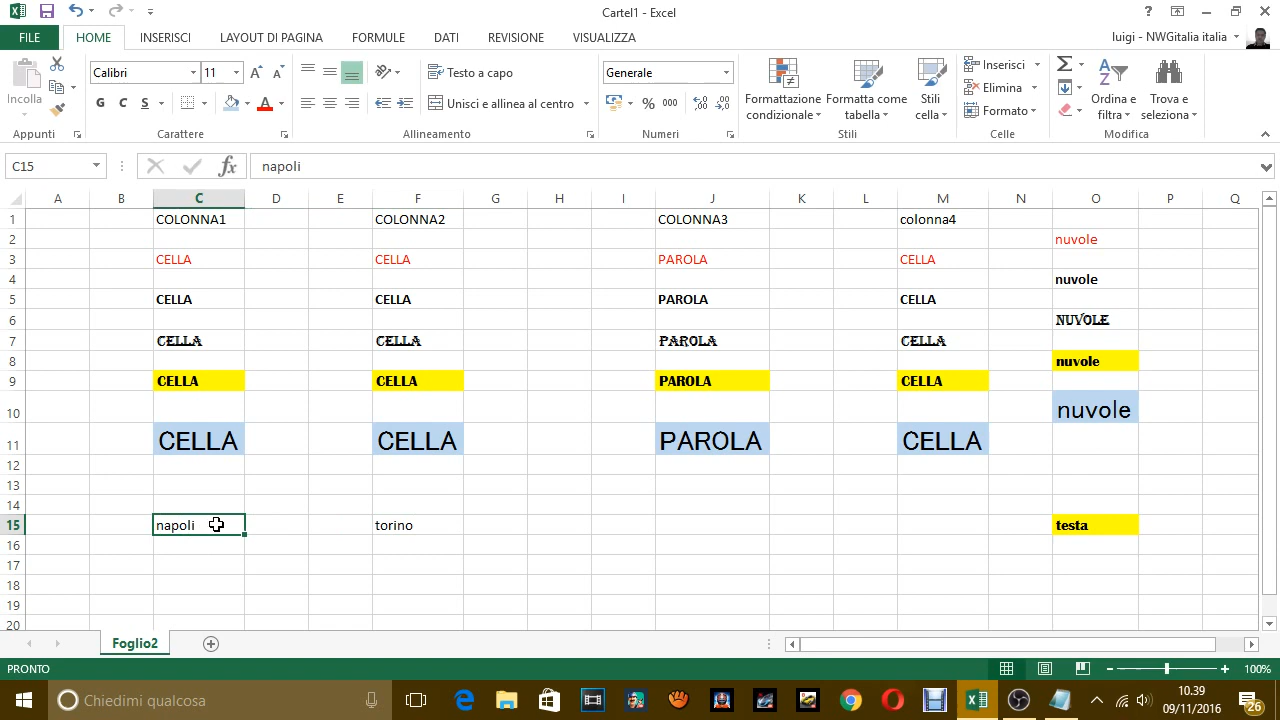 Cartel1 - Excel
FILE HOME INSERISCI LAYOUT DI PAGINA FORMULE DATI REVISIONE VISUALIZZA luigi - NWGitalia italia
Incolla
Calibri 11
G C S
Testo a capo
Unisci e allinea al centro
Generale
% 000
Formattazione condizionale
Formatta come tabella
Stili cella
Inserisci
Elimina
Formato
Ordina e filtra
Trova e seleziona
Appunti Carattere Allineamento Numeri Stili Celle Modifica
C15 fx napoli
A B C D E F G H I J K L M N O P Q
1 COLONNA1 COLONNA2 COLONNA3 colonna4
2 nuvole
3 CELLA CELLA PAROLA CELLA
4 nuvole
5 CELLA CELLA PAROLA CELLA
6 NUVOLE
7 CELLA CELLA PAROLA CELLA
8 nuvole
9 CELLA CELLA PAROLA CELLA
10 nuvole
11 CELLA CELLA PAROLA CELLA
12
13
14
15 napoli torino testa
16
17
18
19
20
Foglio2
PRONTO 100%
Chiedimi qualcosa
10.39
09/11/2016
26